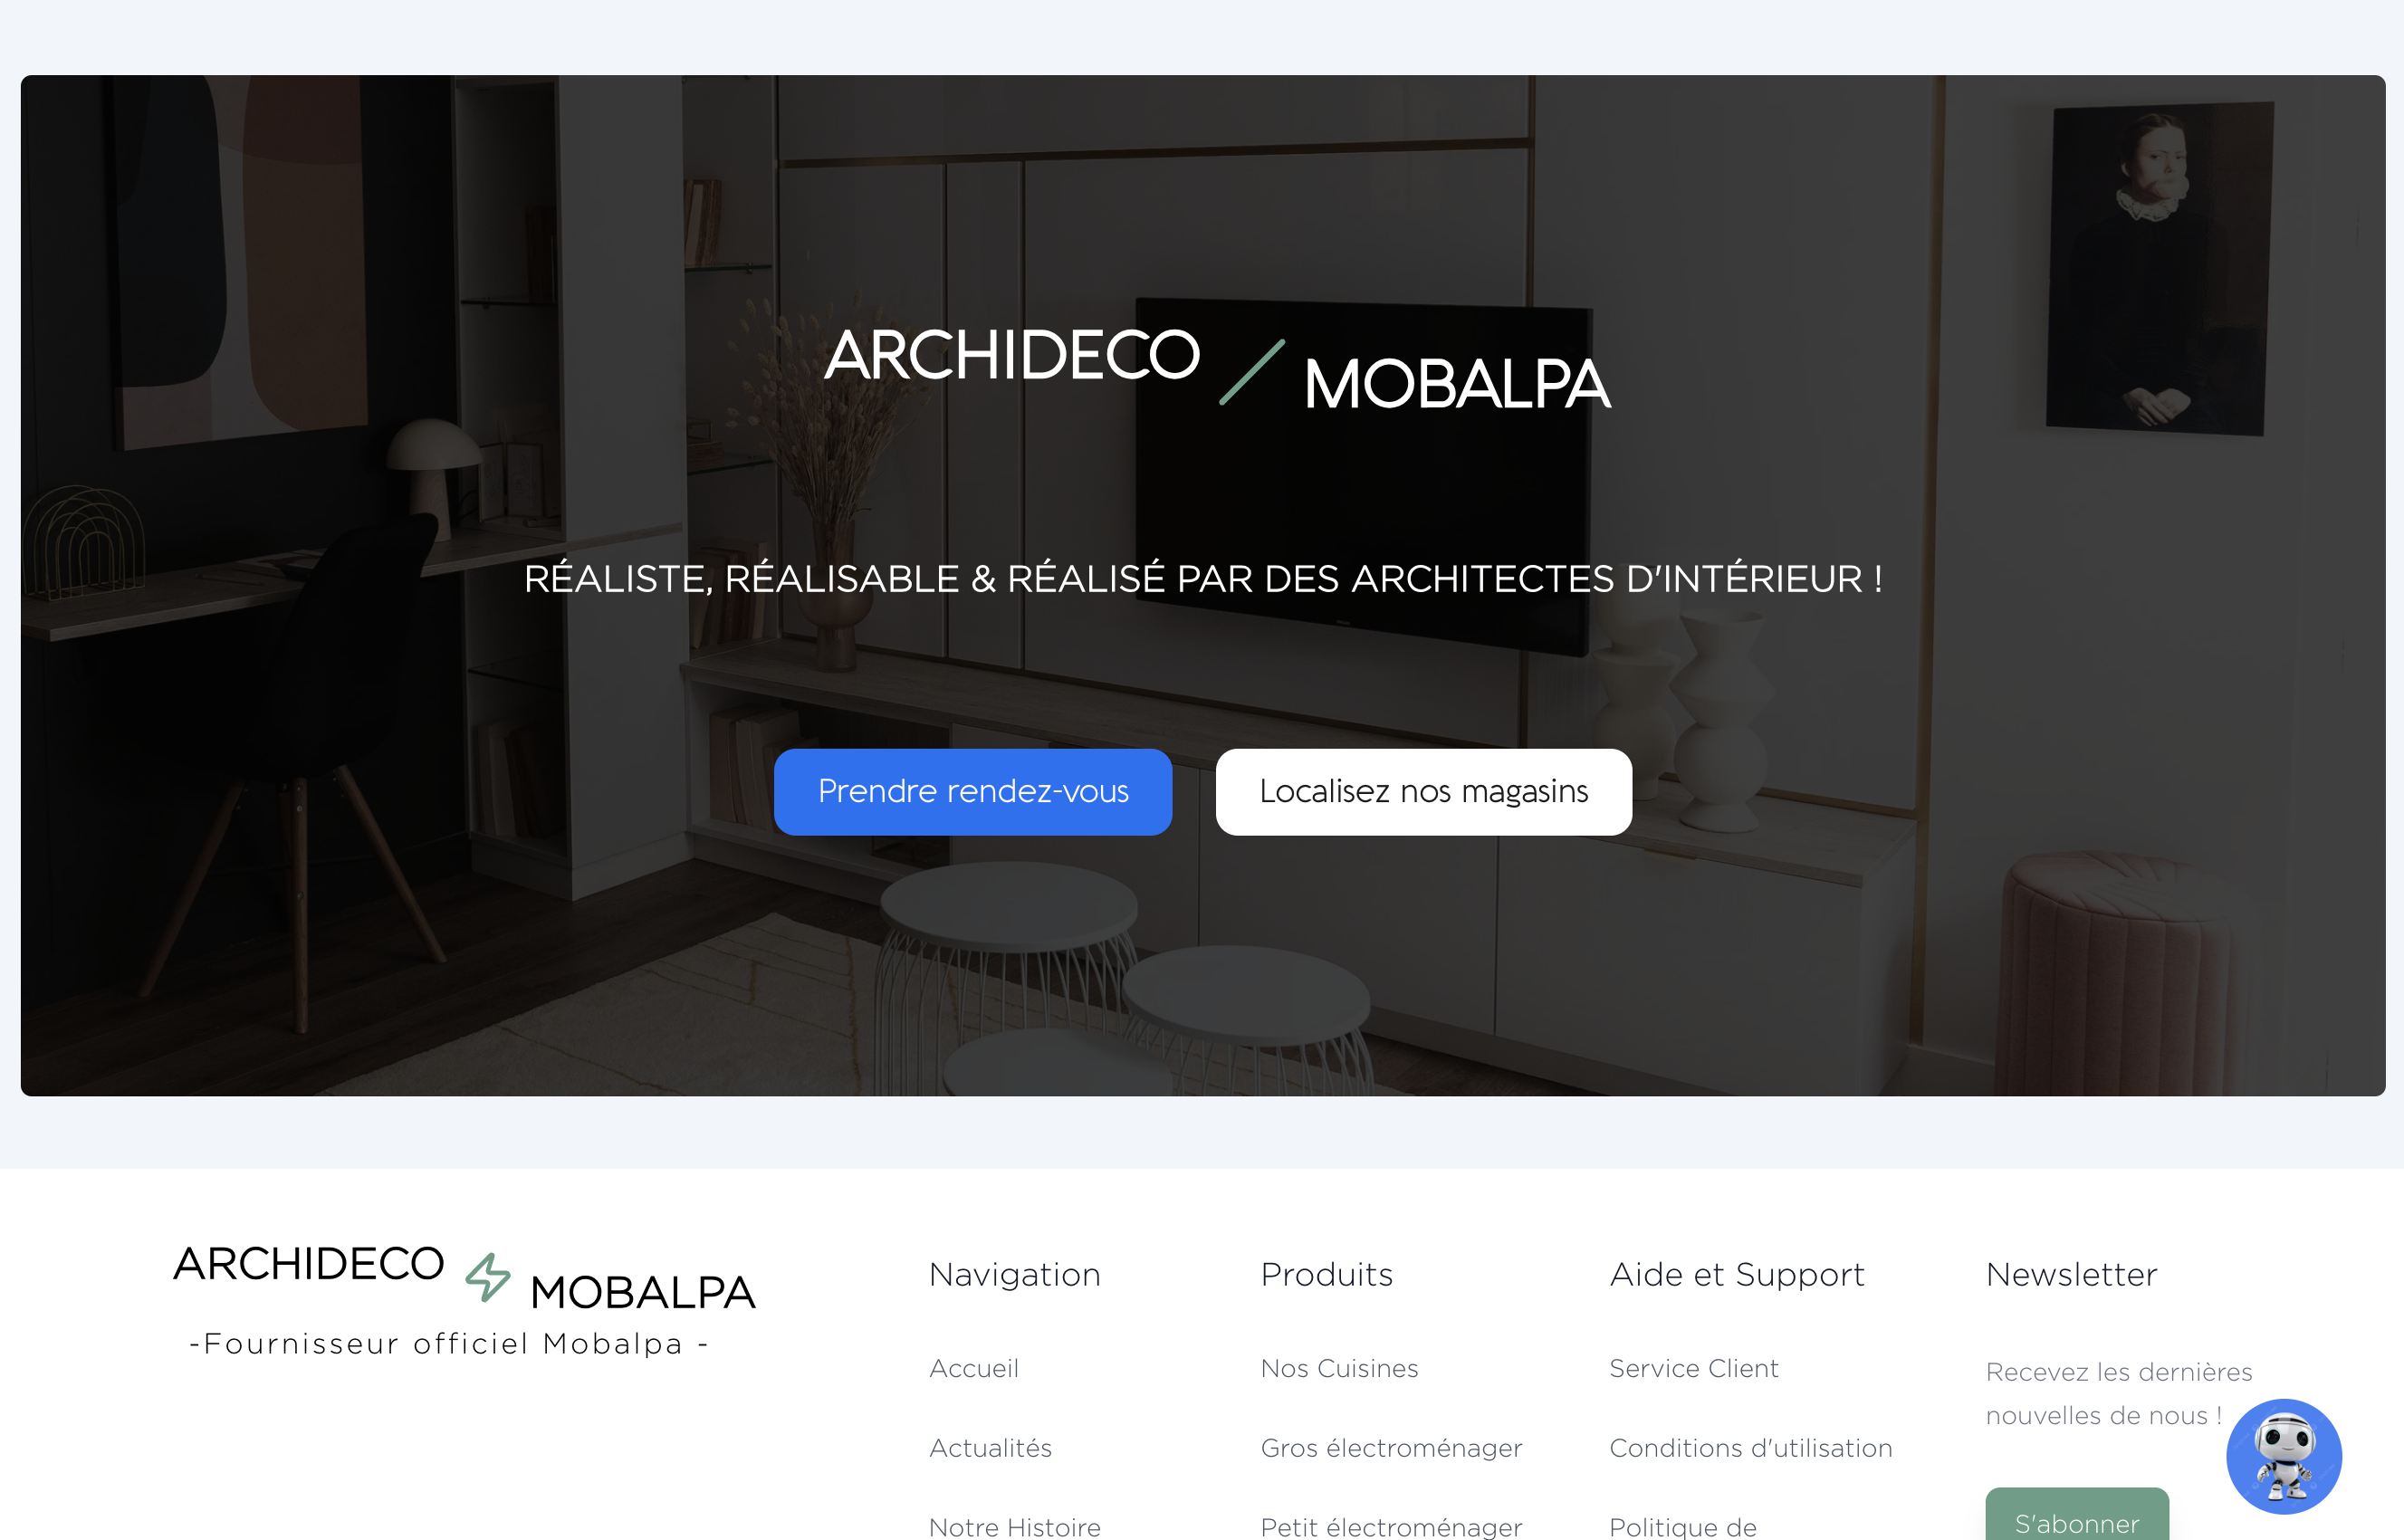 ARCHIDECO / MOBALPA
RÉALISTE, RÉALISABLE & RÉALISÉ PAR DES ARCHITECTES D'INTÉRIEUR !
Prendre rendez-vous
Localisez nos magasins
ARCHIDECO MOBALPA
-Fournisseur officiel Mobalpa -
Navigation
Accueil
Actualités
Notre Histoire
Produits
Nos Cuisines
Gros électroménager
Petit électroménager
Aide et Support
Service Client
Conditions d'utilisation
Politique de
Newsletter
Recevez les dernières
nouvelles de nous !
S'abonner